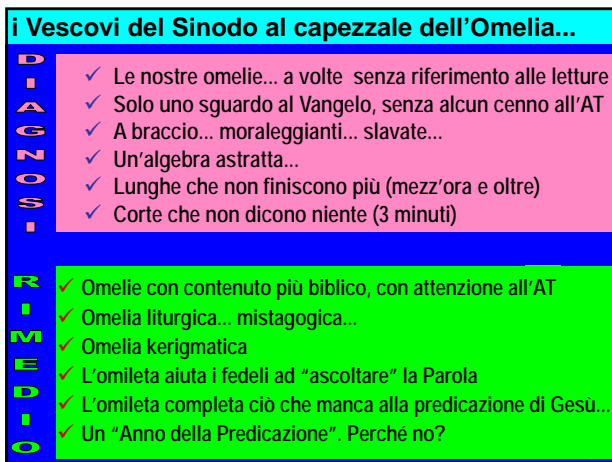 i Vescovi del Sinodo al capezzale dell'Omelia...
DIAGNOSI
✓ Le nostre omelie... a volte senza riferimento alle letture
✓ Solo uno sguardo al Vangelo, senza alcun cenno all'AT
✓ A braccio... moraleggianti... slavate...
✓ Un'algebra astratta...
✓ Lunghe che non finiscono più (mezz'ora e oltre)
✓ Corte che non dicono niente (3 minuti)
RIMEDIO
✓ Omelie con contenuto più biblico, con attenzione all'AT
✓ Omelia liturgica... mistagogica...
✓ Omelia kerigmatica
✓ L'omileta aiuta i fedeli ad "ascoltare" la Parola
✓ L'omileta completa ciò che manca alla predicazione di Gesù...
✓ Un "Anno della Predicazione". Perché no?